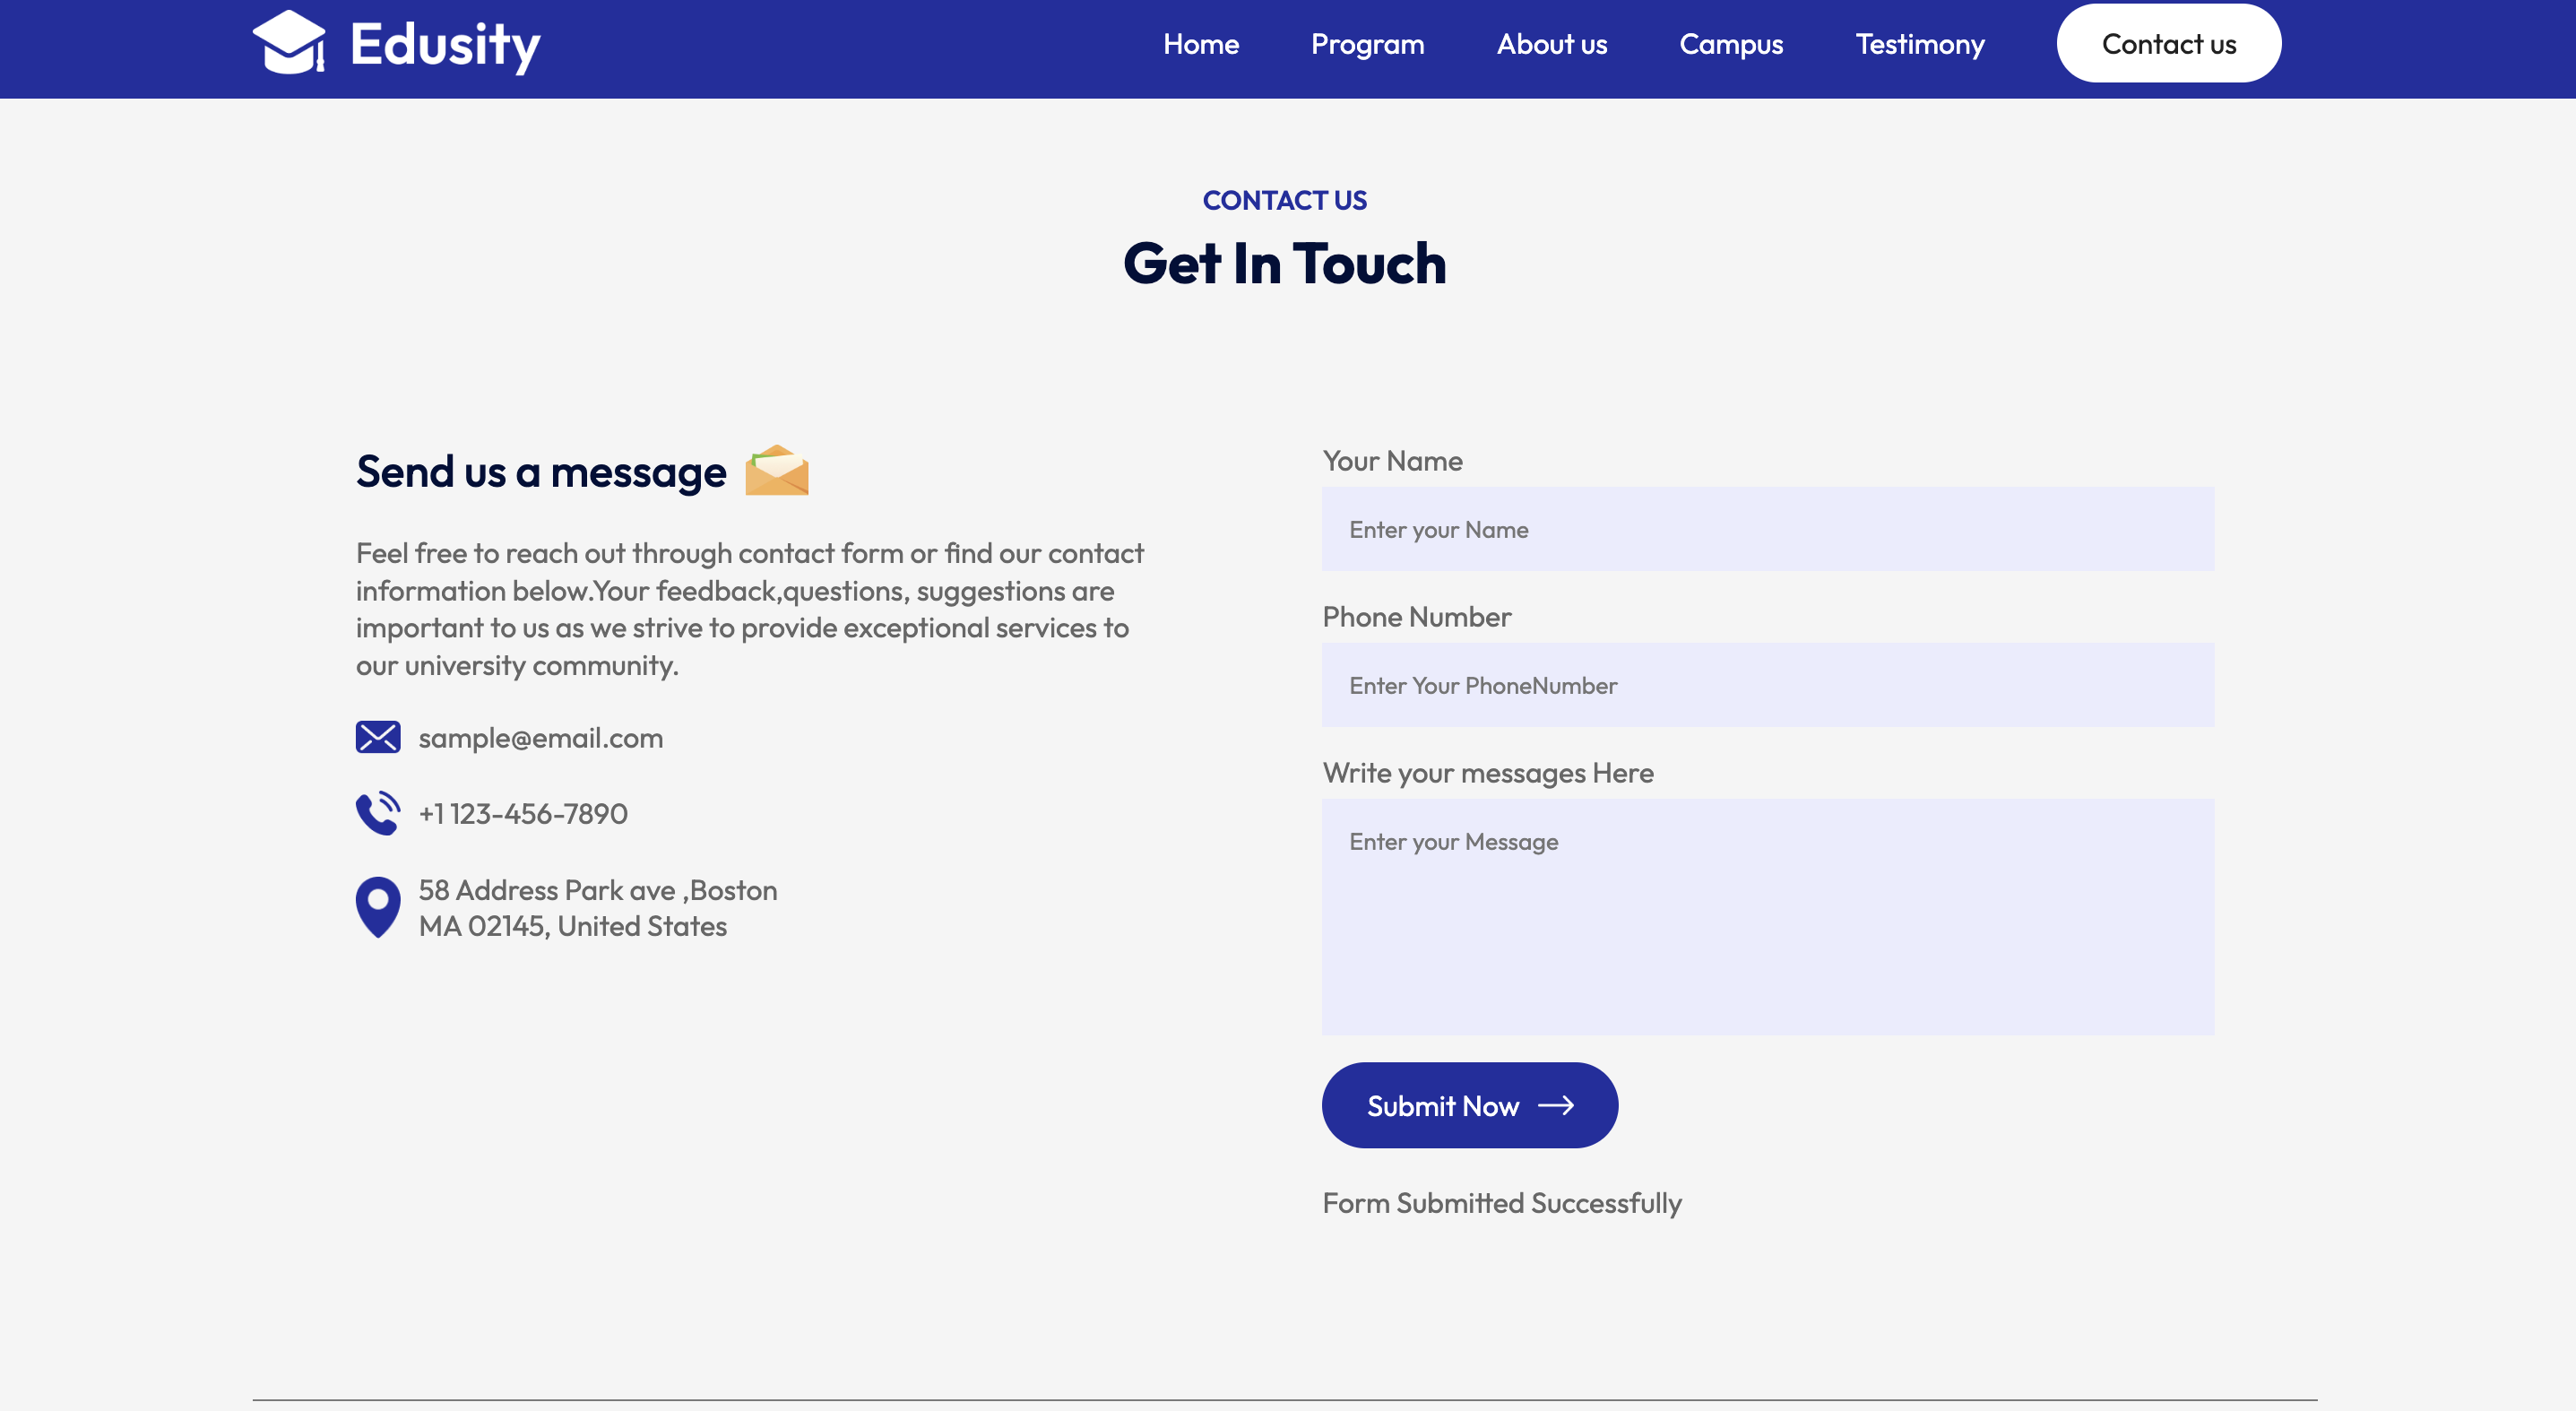 Edusity
Home
Program
About us
Campus
Testimony
Contact us
CONTACT US
Get In Touch
Send us a message
Feel free to reach out through contact form or find our contact
information below.Your feedback,questions, suggestions are
important to us as we strive to provide exceptional services to
our university community.
sample@email.com
+1 123-456-7890
58 Address Park ave ,Boston
MA 02145, United States
Your Name
Enter your Name
Phone Number
Enter Your PhoneNumber
Write your messages Here
Enter your Message
Submit Now
Form Submitted Successfully